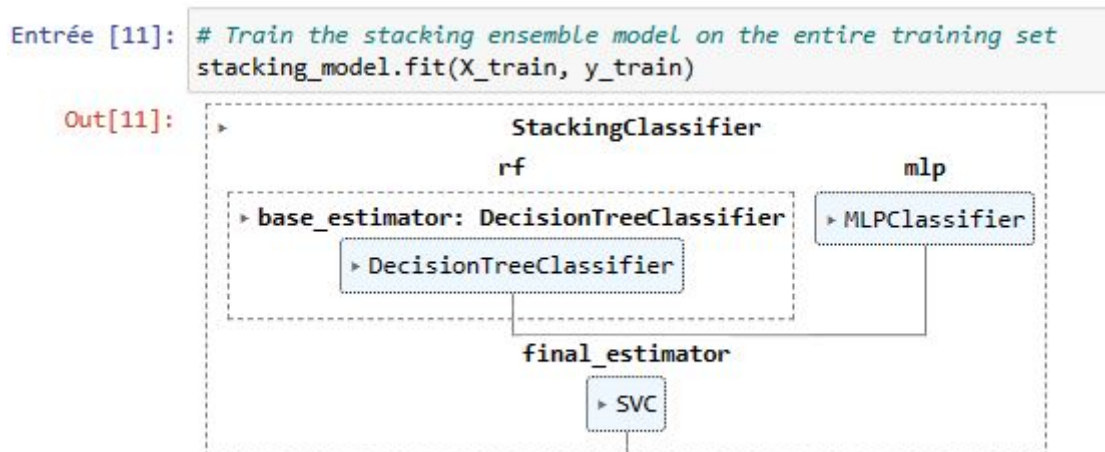 Entrée [11]: # Train the stacking ensemble model on the entire training set
stacking_model.fit(X_train, y_train)
Out[11]:
▸ StackingClassifier
rf mlp
▸ base_estimator: DecisionTreeClassifier
▸ MLPClassifier
▸ DecisionTreeClassifier
final_estimator
▸ SVC